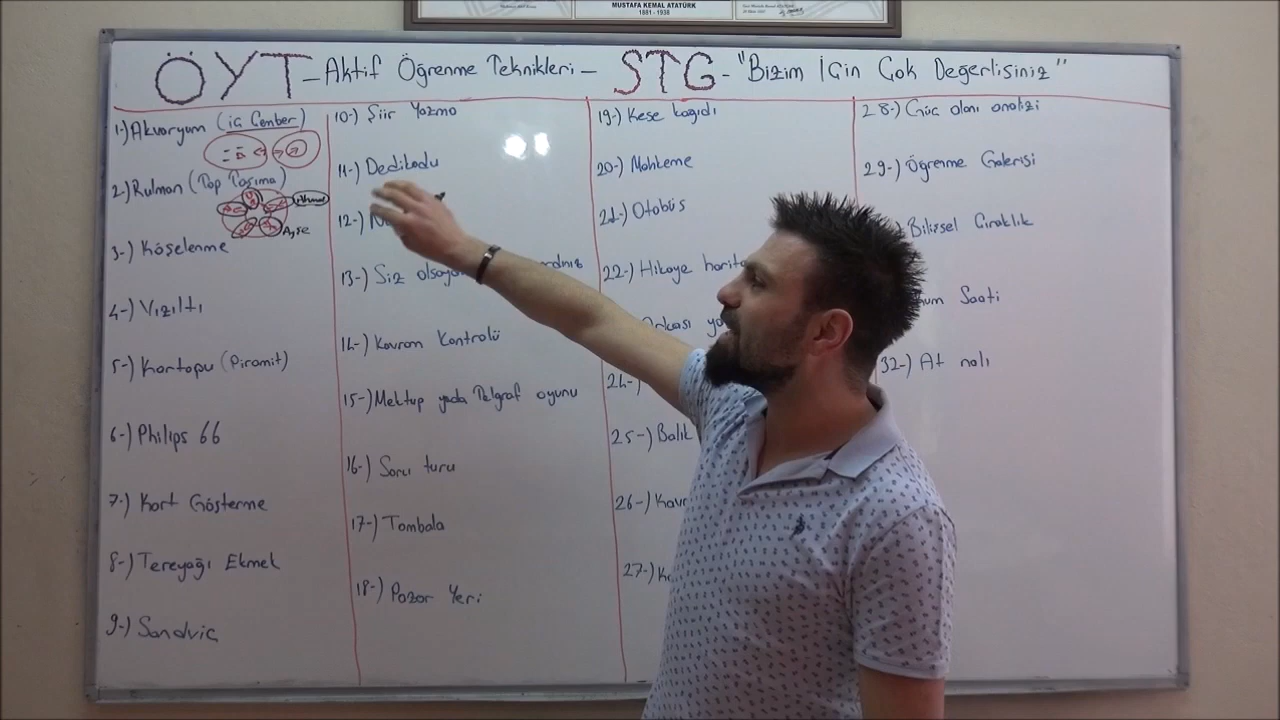 MUSTAFA KEMAL ATATÜRK
1881 - 1938
ÖYT - Aktif Öğrenme Teknikleri - STG - "Bizim İçin Çok Değerlisiniz"
1-) Akvaryum (iç Çember)
2-) Rulman (Top Taşıma)
Ahmet
Ayşe
3-) Köşelenme
4-) Vızıltı
5-) Kartopu (Piramit)
6-) Philips 66
7-) Kart Gösterme
8-) Tereyağı Ekmek
9-) Sandviç
10-) Şiir Yazma
11-) Dedikodu
12-)
13-) Siz
14-) Kavram Kontrolü
15-) Mektup yada Telgraf oyunu
16-) Soru turu
17-) Tombala
18-) Pazar Yeri
19-) Kese kağıdı
20-) Mahkeme
21-) Otobüs
22-) Hikaye
24-)
25-) Balık
26-)
27-)
28-) Güç alanı analizi
29-) Öğrenme Galerisi
Bilişsel Çıraklık
Saati
32-) At nalı